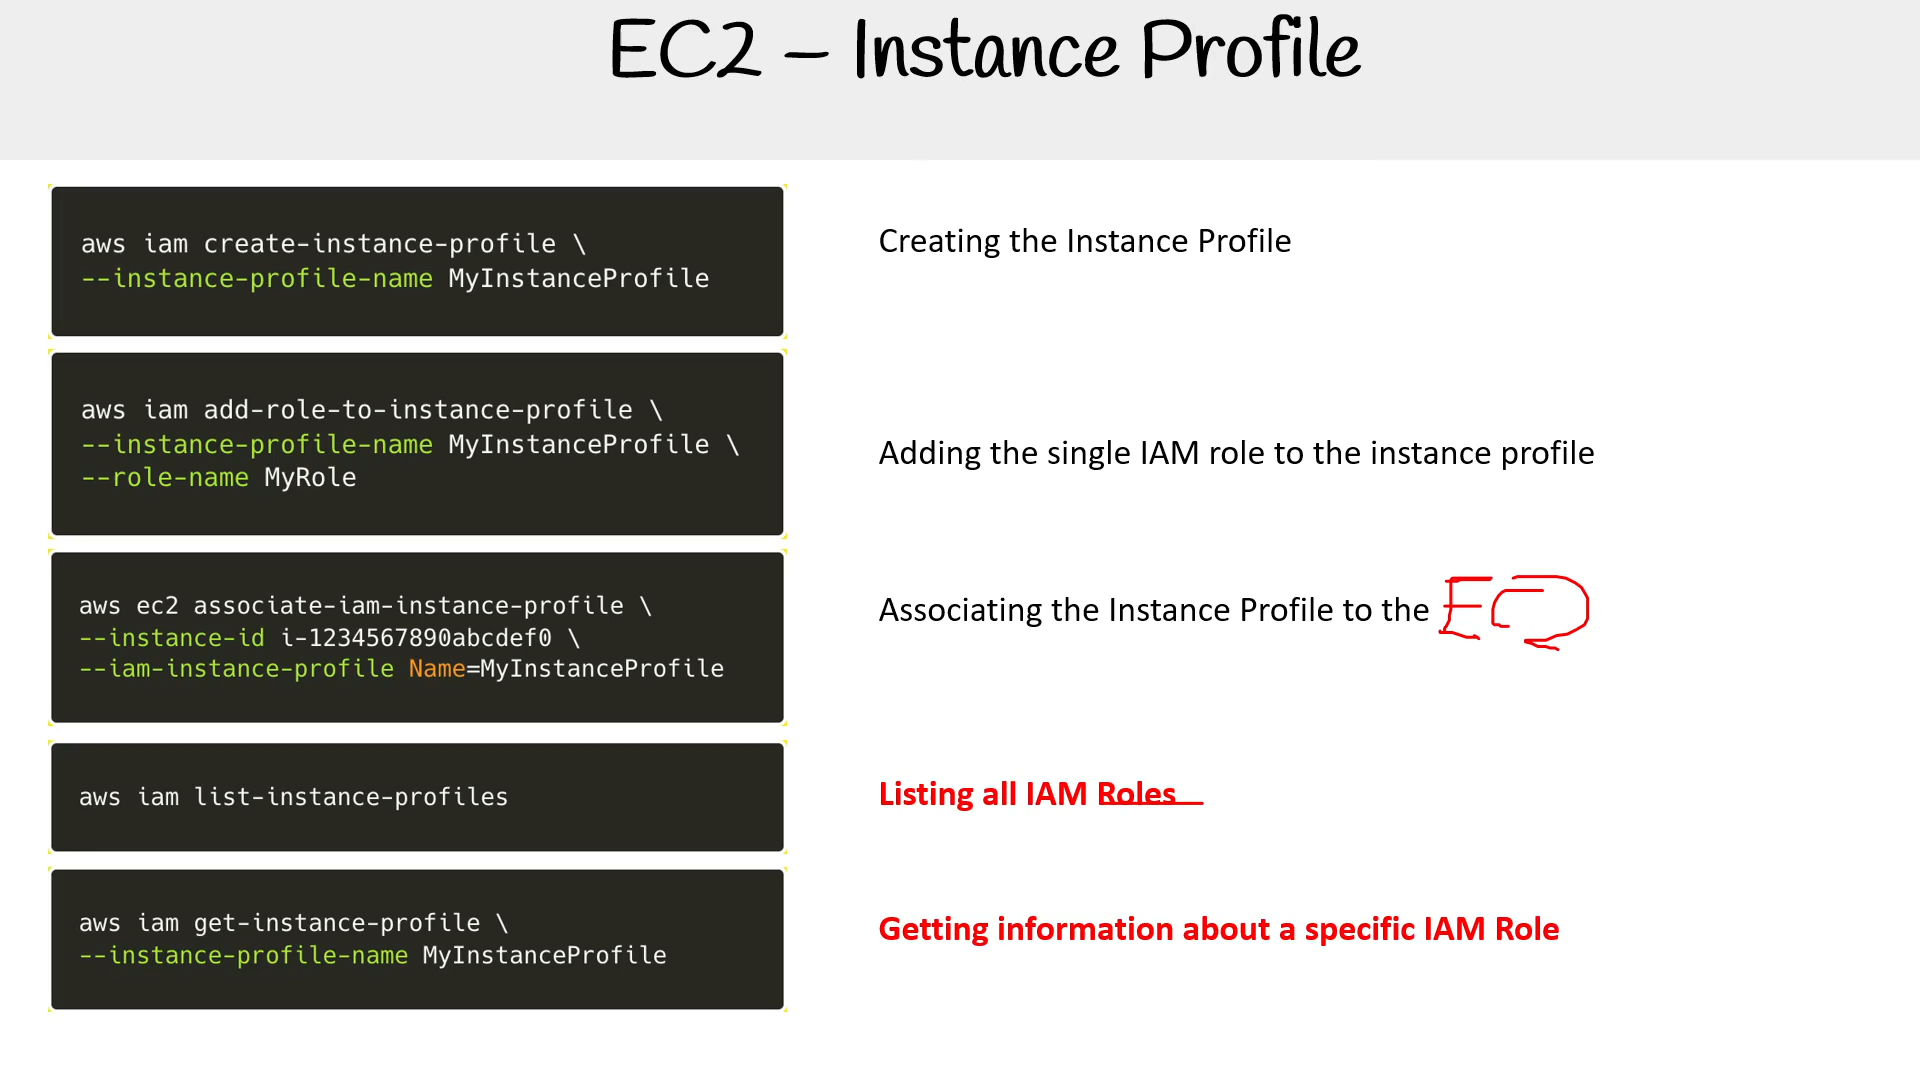 EC2 – Instance Profile
aws iam create-instance-profile \
--instance-profile-name MyInstanceProfile
Creating the Instance Profile
aws iam add-role-to-instance-profile \
--instance-profile-name MyInstanceProfile \
--role-name MyRole
Adding the single IAM role to the instance profile
aws ec2 associate-iam-instance-profile \
--instance-id i-1234567890abcdef0 \
--iam-instance-profile Name=MyInstanceProfile
Associating the Instance Profile to the
aws iam list-instance-profiles
Listing all IAM Roles
aws iam get-instance-profile \
--instance-profile-name MyInstanceProfile
Getting information about a specific IAM Role